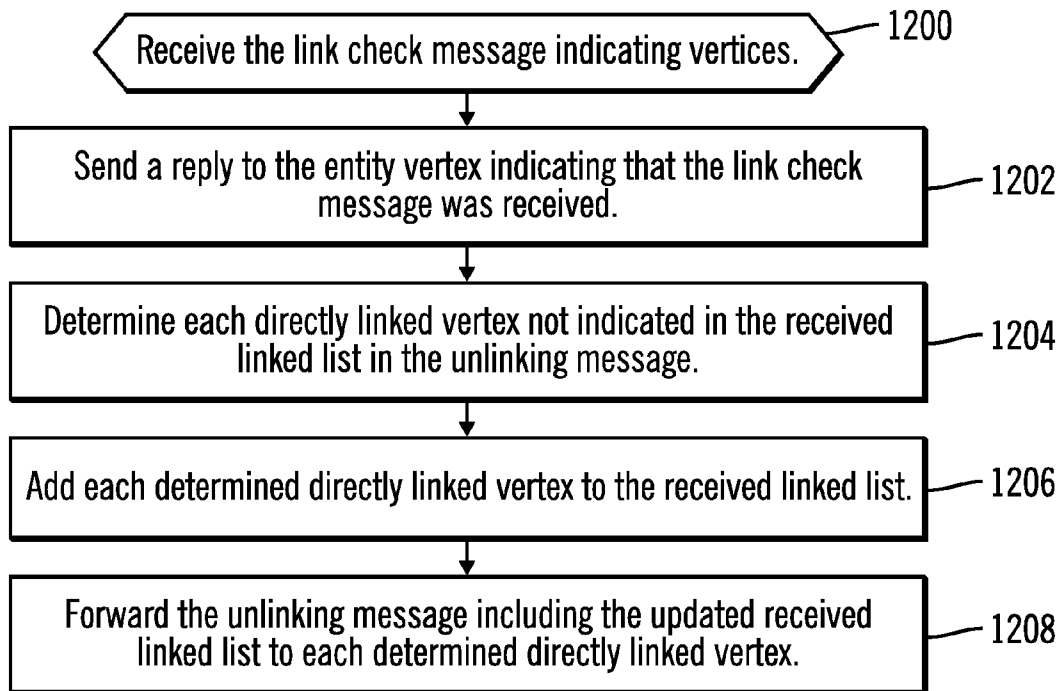 Receive the link check message indicating vertices.
1200
Send a reply to the entity vertex indicating that the link check
message was received.
1202
Determine each directly linked vertex not indicated in the received
linked list in the unlinking message.
1204
Add each determined directly linked vertex to the received linked list.
1206
Forward the unlinking message including the updated received
linked list to each determined directly linked vertex.
1208